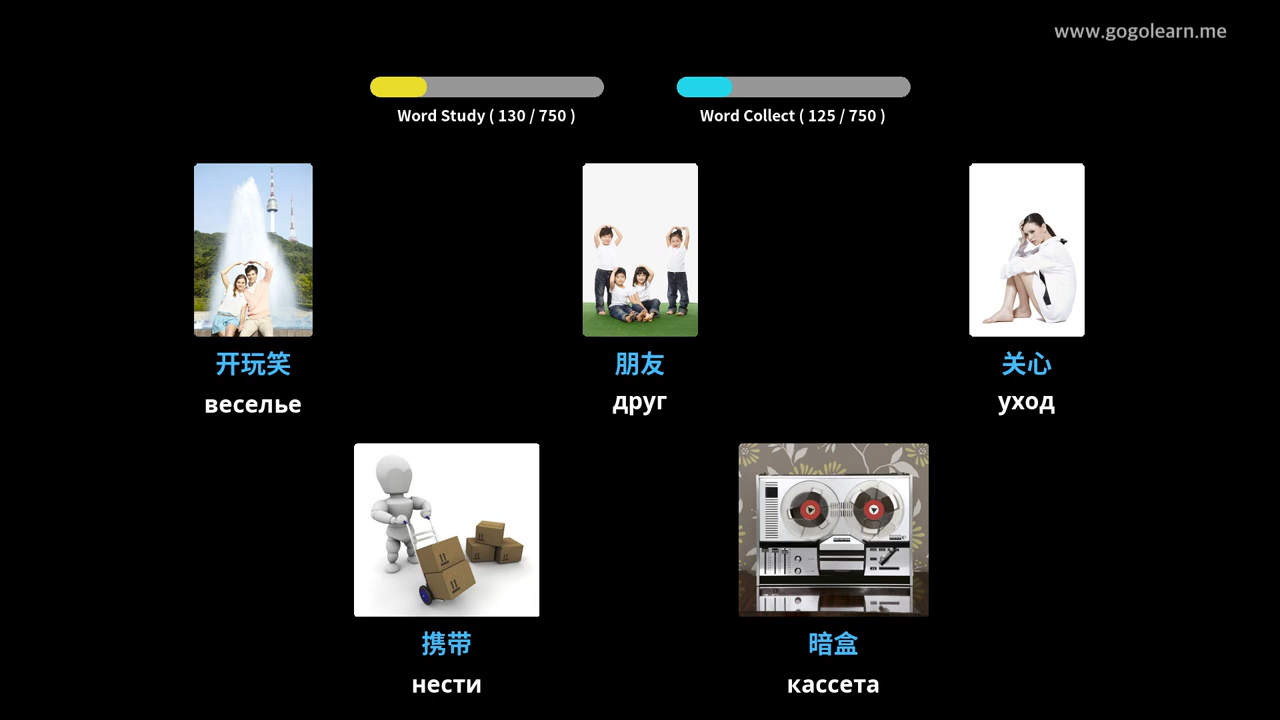 www.gogolearn.me
Word Study ( 130 / 750 )
Word Collect ( 125 / 750 )
开玩笑
朋友
关心
веселье
друг
уход
携带
暗盒
нести
кассета